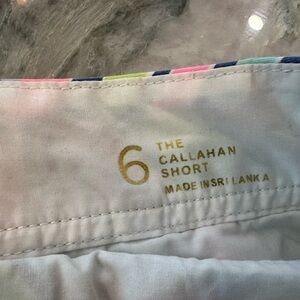 6
THE
CALLAHAN
SHORT
MADE IN SRI LANKA